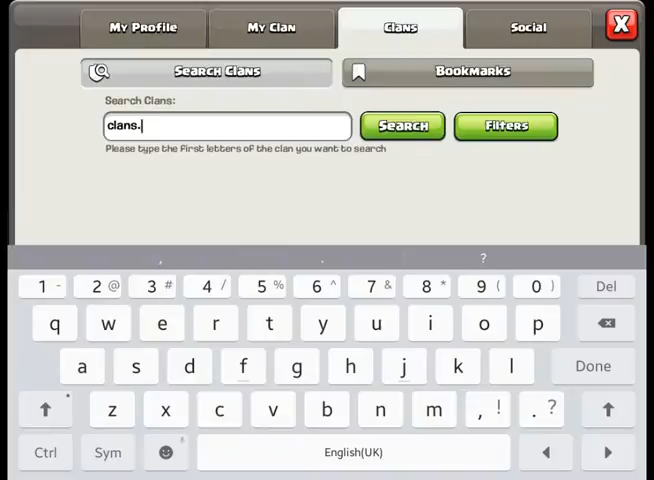 My Profile My Clan Clans Social X
Search Clans Bookmarks
Search Clans:
clans. Search Filters
Please type the first letters of the clan you want to search
, . ?
1 - 2 @ 3 # 4 / 5 % 6 ^ 7 & 8 * 9 ( 0 ) Del
q w e r t y u i o p
a s d f g h j k l Done
z x c v b n m , ! . ?
Ctrl Sym English(UK)